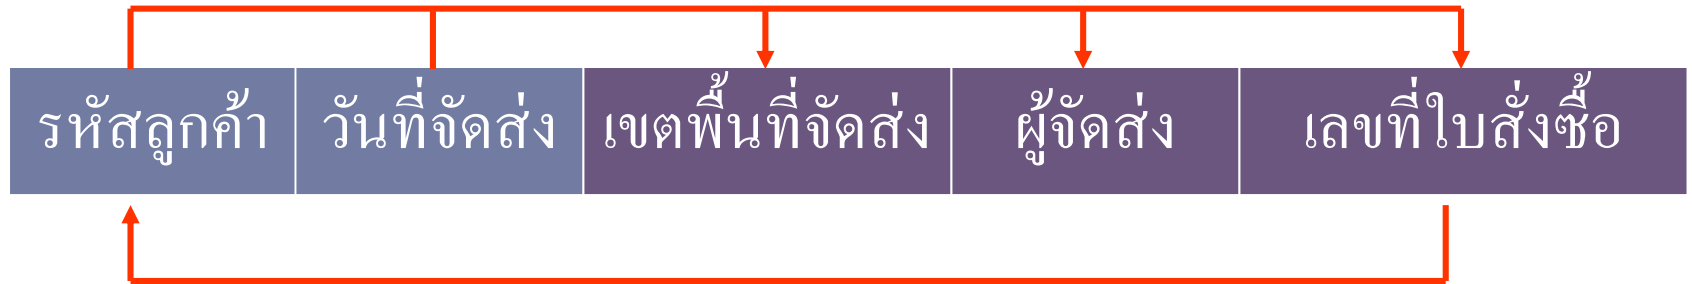 รหัสลูกค้า วันที่จัดส่ง เขตพื้นที่จัดส่ง ผู้จัดส่ง เลขที่ใบสั่งซื้อ